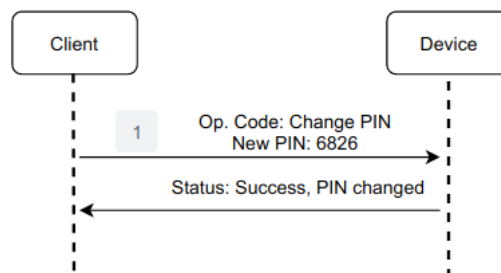 Client
Device
1
Op. Code: Change PIN
New PIN: 6826
Status: Success, PIN changed